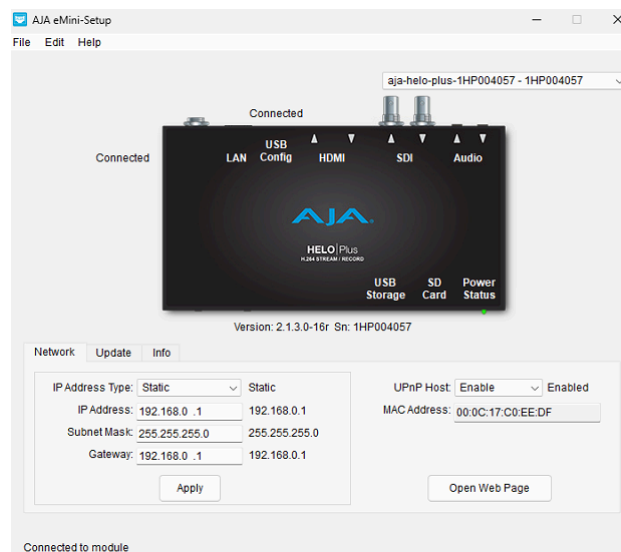 AJA eMini-Setup
File Edit Help
aja-helo-plus-1HP004057 - 1HP004057
Connected
Connected
LAN USB Config HDMI SDI Audio
AJA
HELO Plus
H.264 STREAM / RECORD
USB Storage SD Card Power Status
Version: 2.1.3.0-16r Sn: 1HP004057
Network Update Info
IP Address Type: Static Static UPnP Host: Enable Enabled
IP Address: 192.168.0 .1 192.168.0.1 MAC Address: 00:0C:17:C0:EE:DF
Subnet Mask: 255.255.255.0 255.255.255.0
Gateway: 192.168.0 .1 192.168.0.1
Apply Open Web Page
Connected to module